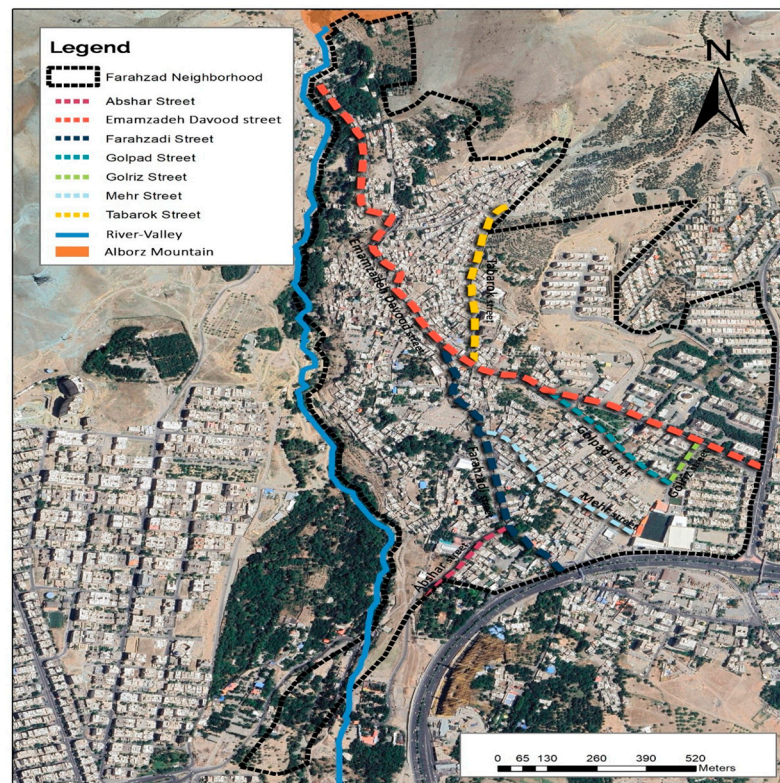 Legend
Farahzad Neighborhood
Abshar Street
Emamzadeh Davood street
Farahzadi Street
Golpad Street
Golriz Street
Mehr Street
Tabarok Street
River-Valley
Alborz Mountain
N
Emamzadeh Davood
Golpad street
Mehr street
Abshar Street
0 65 130 260 390 520
Meters